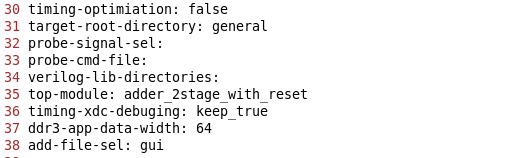 30 timing-optimiation: false
31 target-root-directory: general
32 probe-signal-sel:
33 probe-cmd-file:
34 verilog-lib-directories:
35 top-module: adder_2stage_with_reset
36 timing-xdc-debuging: keep_true
37 ddr3-app-data-width: 64
38 add-file-sel: gui